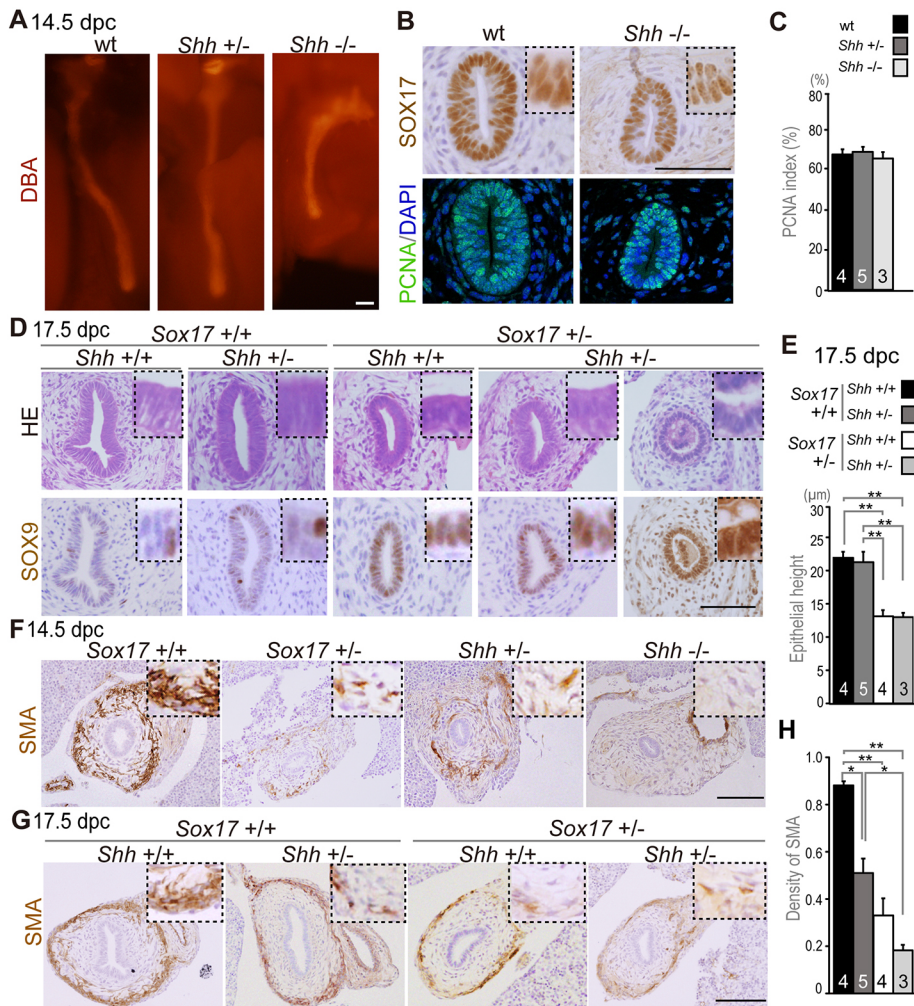 A 14.5 dpc
wt
Shh +/-
Shh -/-
DBA
B
wt
Shh -/-
SOX17
PCNA/DAPI
C
wt
Shh +/-
Shh -/-
(%)
80
80
60
40
20
0
PCNA index (%)
4 5 3
D 17.5 dpc
Sox17 +/+
Sox17 +/-
Shh +/+
Shh +/-
Shh +/+
Shh +/-
HE
SOX9
E 17.5 dpc
Sox17 +/+
Shh +/+
Shh +/-
Sox17 +/-
Shh +/+
Shh +/-
(μm)
30
25
20
15
10
5
0
Epithelial height
**
**
**
**
4 5 4 3
F 14.5 dpc
Sox17 +/+
Sox17 +/-
Shh +/-
Shh -/-
SMA
G 17.5 dpc
Sox17 +/+
Sox17 +/-
Shh +/+
Shh +/-
Shh +/+
Shh +/-
SMA
H
1.0
0.8
0.6
0.4
0.2
0
Density of SMA
**
**
* *
4 5 4 3